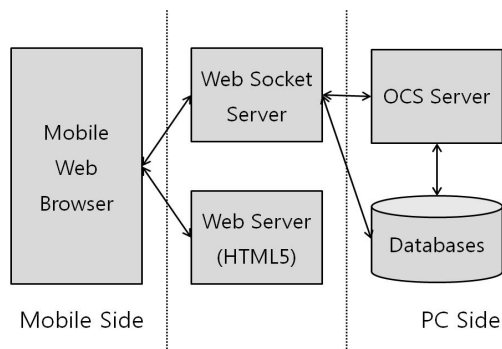 Mobile
Web
Browser
Web Socket
Server
Web Server
(HTML5)
OCS Server
Databases
Mobile Side
PC Side